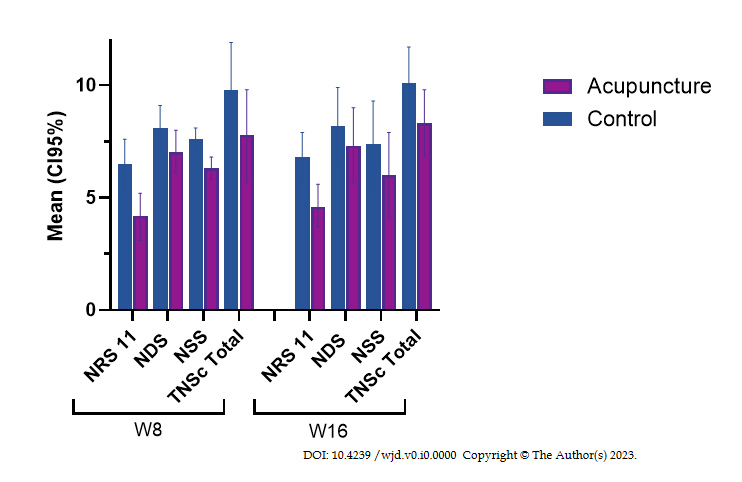 Mean (CI95%)
10
5
0
NRS 11
NDS
NSS
TNSc Total
NRS 11
NDS
NSS
TNSc Total
W8
W16
Acupuncture
Control
DOI: 10.4239 /wjd.v0.i0.0000 Copyright © The Author(s) 2023.